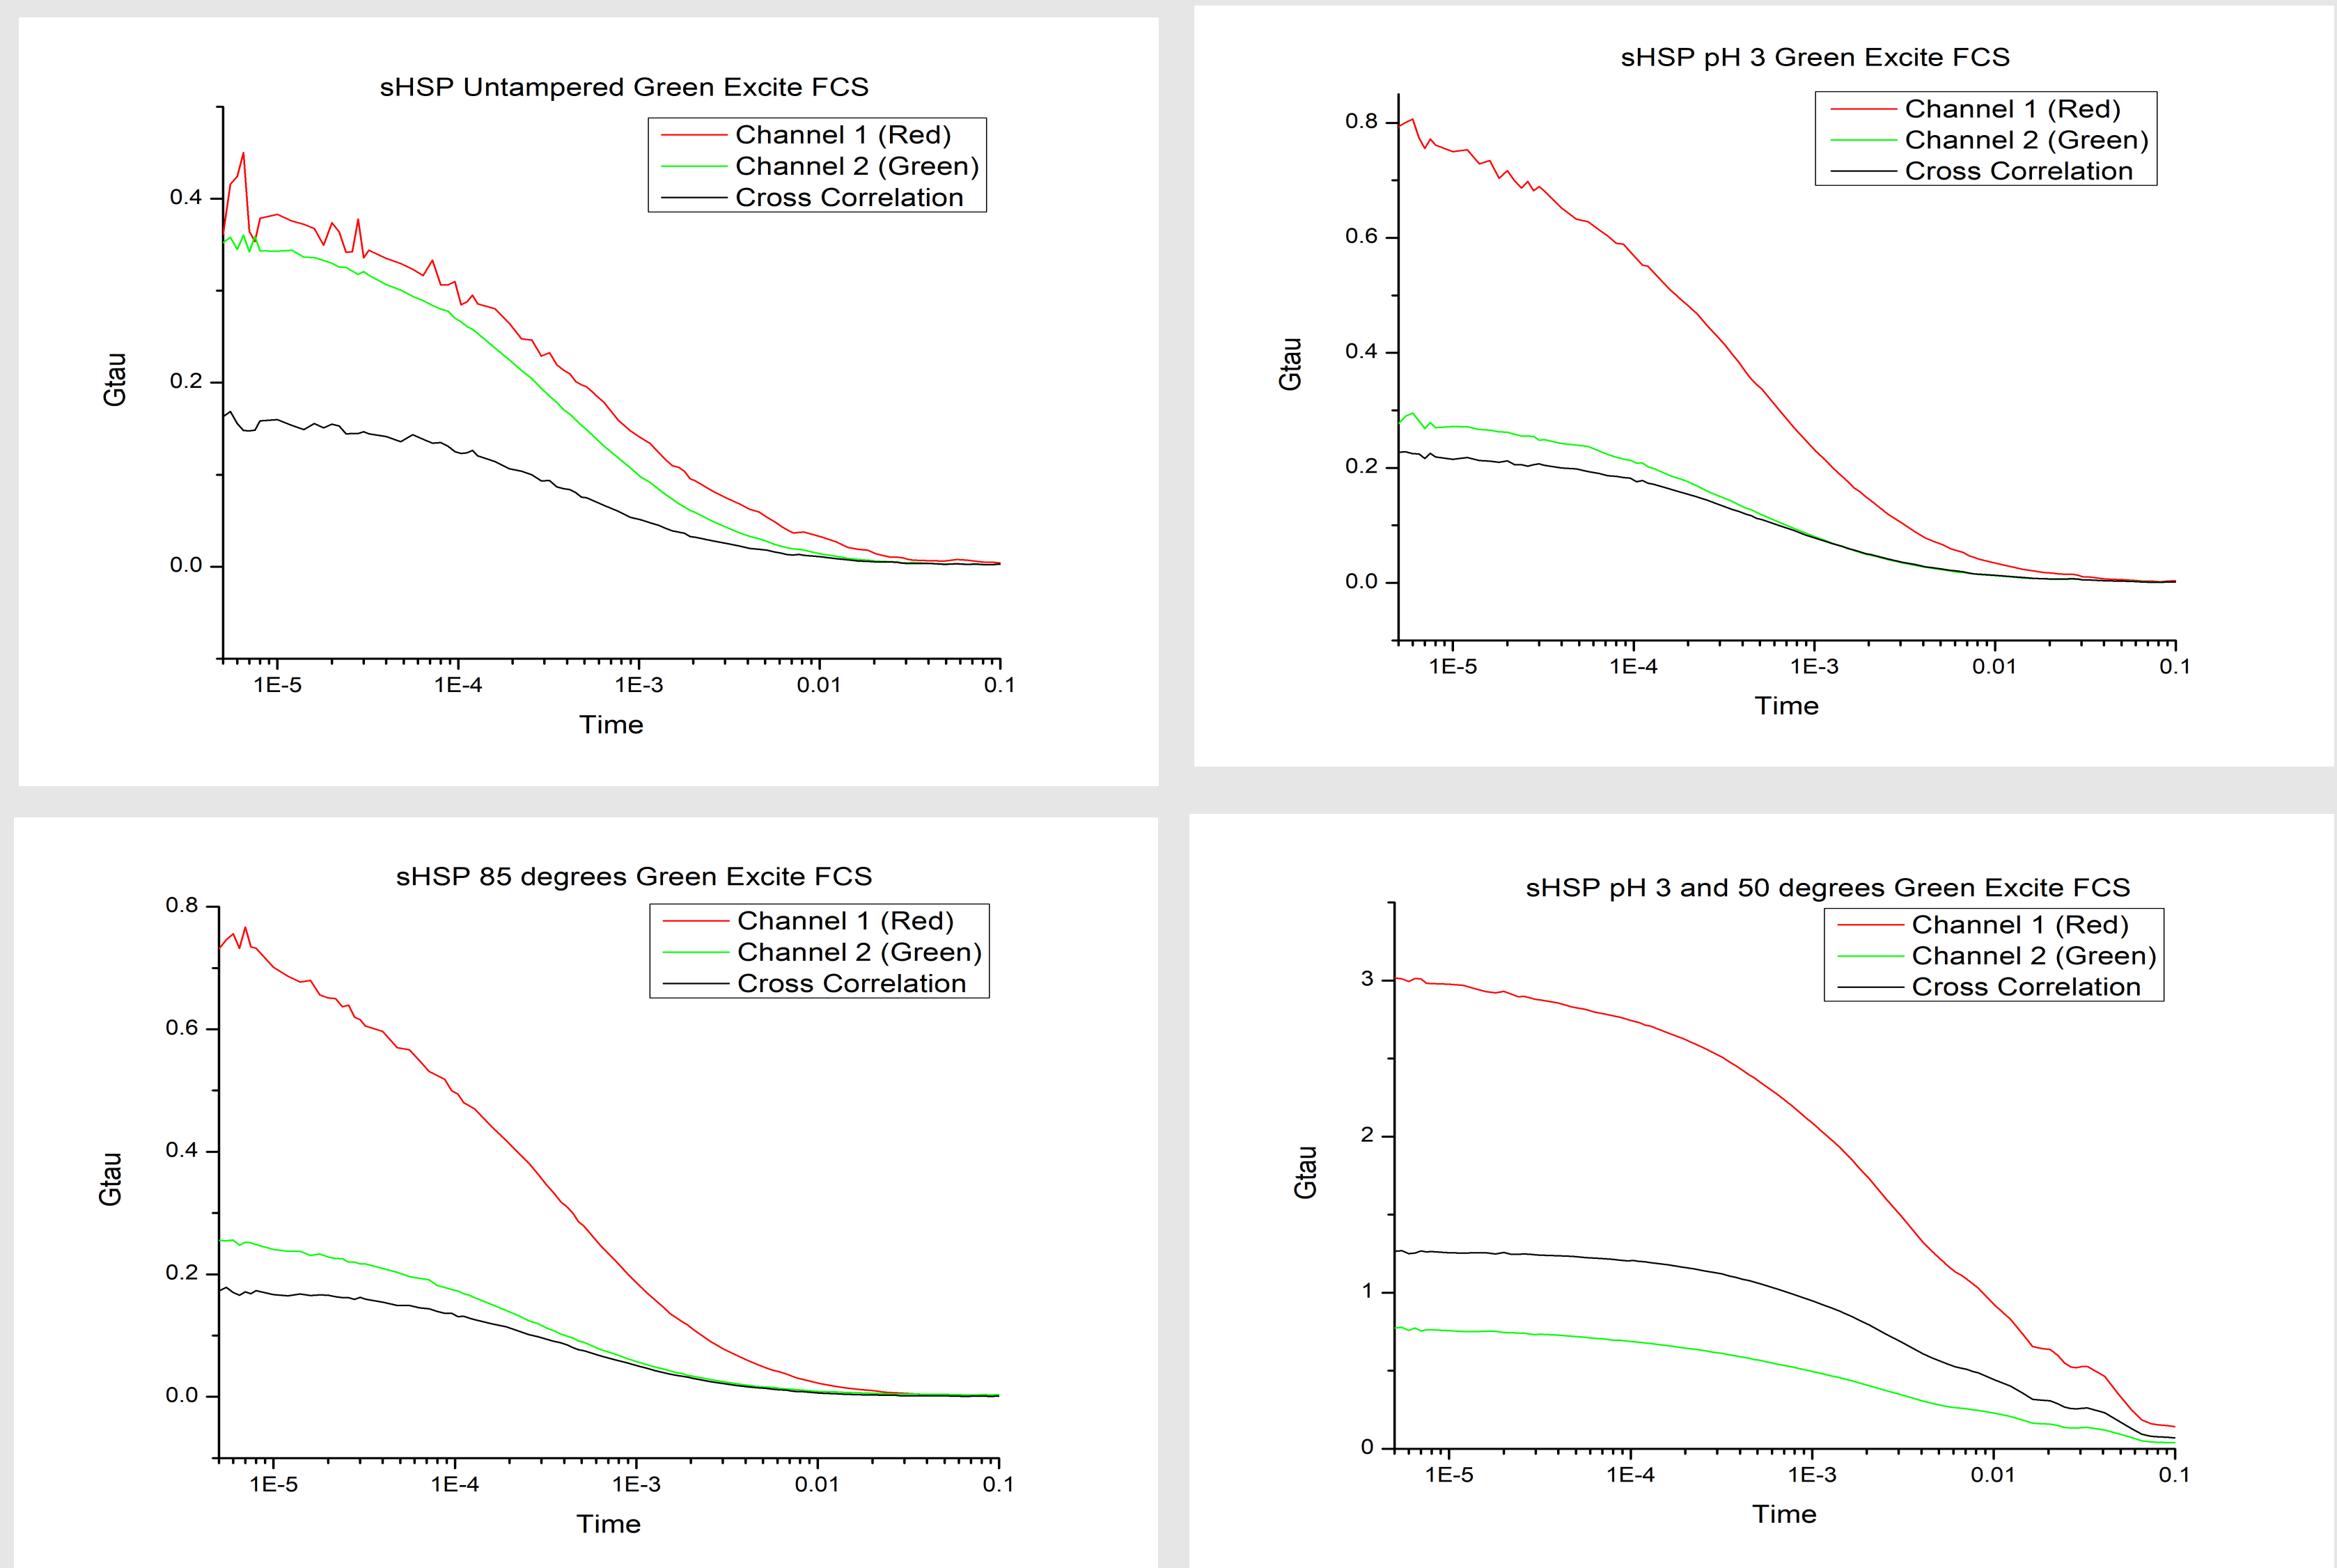 sHSP Untampered Green Excite FCS
Channel 1 (Red)
Channel 2 (Green)
Cross Correlation
0.4
0.2
0.0
Gtau
1E-5 1E-4 1E-3 0.01 0.1
Time
sHSP pH 3 Green Excite FCS
Channel 1 (Red)
Channel 2 (Green)
Cross Correlation
0.8
0.6
0.4
0.2
0.0
Gtau
1E-5 1E-4 1E-3 0.01 0.1
Time
sHSP 85 degrees Green Excite FCS
Channel 1 (Red)
Channel 2 (Green)
Cross Correlation
0.8
0.6
0.4
0.2
0.0
Gtau
1E-5 1E-4 1E-3 0.01 0.1
Time
sHSP pH 3 and 50 degrees Green Excite FCS
Channel 1 (Red)
Channel 2 (Green)
Cross Correlation
3
2
1
0
Gtau
1E-5 1E-4 1E-3 0.01 0.1
Time